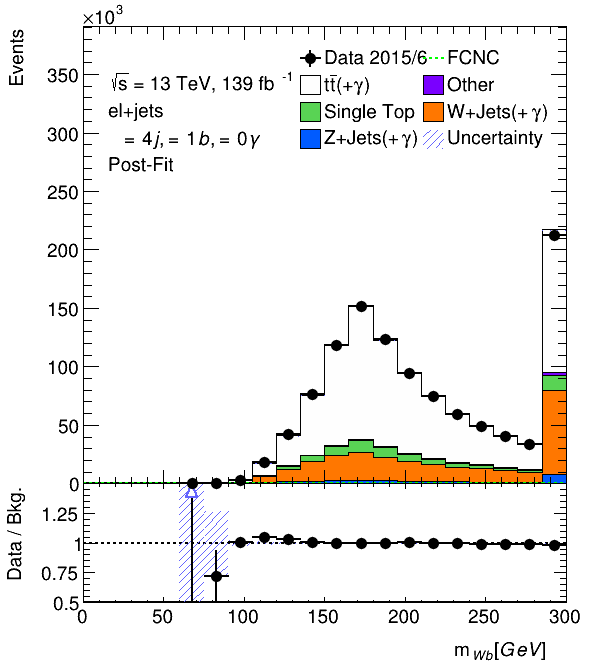 ×10³
Events
350
300
250
200
150
100
50
0
√s = 13 TeV, 139 fb⁻¹
el+jets
= 4j, = 1b, = 0γ
Post-Fit
Data 2015/6 FCNC
tt̄(+γ) Other
Single Top W+Jets(+γ)
Z+Jets(+γ) Uncertainty
Data / Bkg.
1.25
1
0.75
0.5
0 50 100 150 200 250 300
m_Wb[GeV]